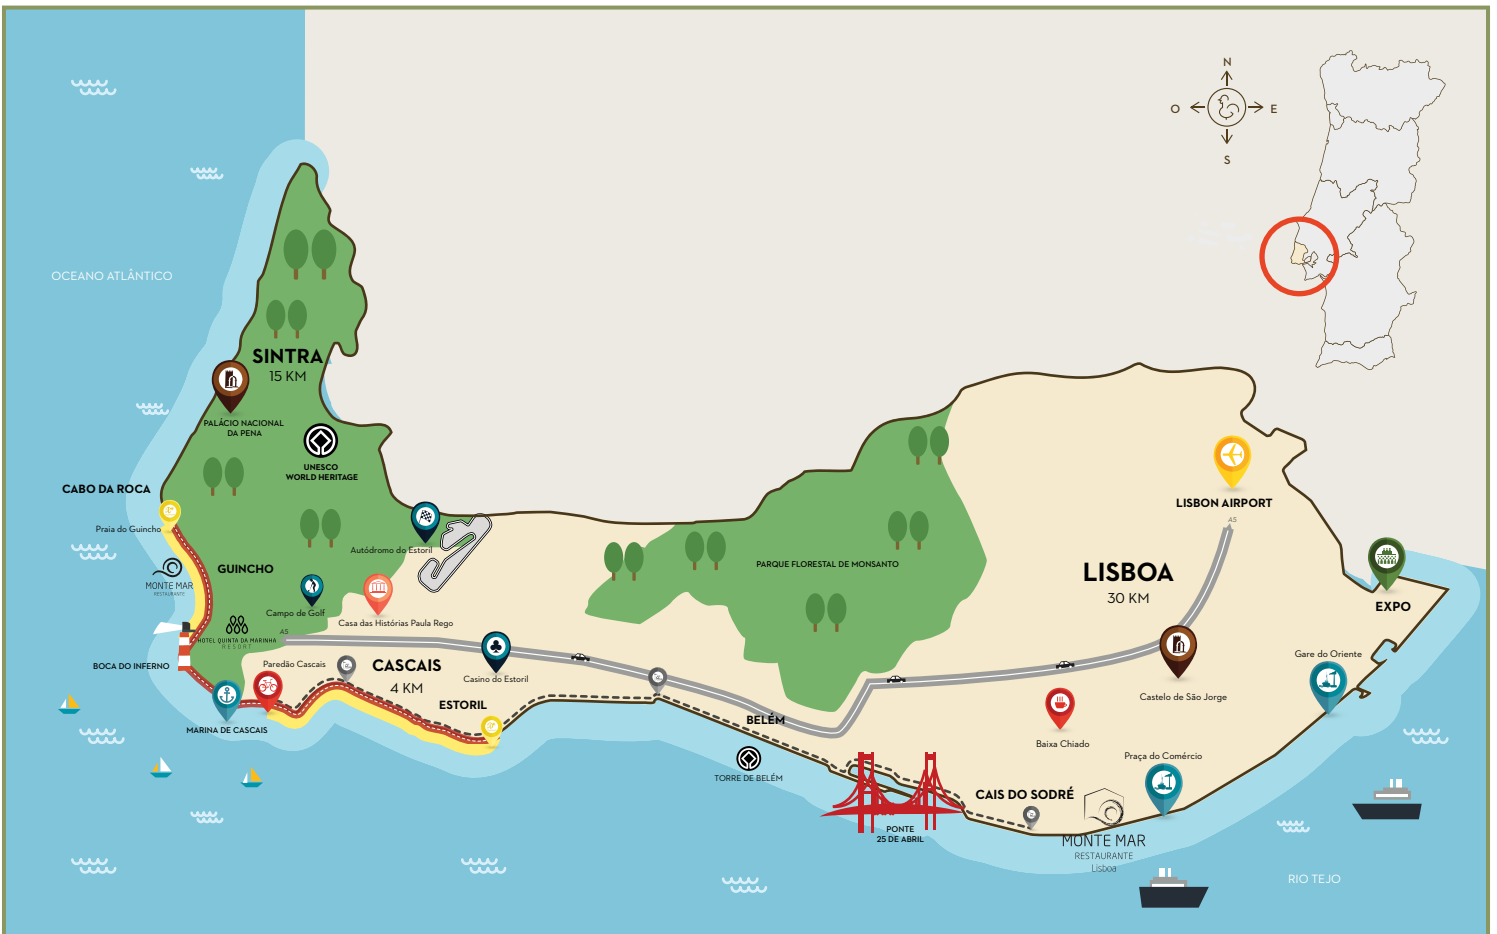 N
O
E
S
OCEANO ATLÂNTICO
SINTRA
15 KM
PALÁCIO NACIONAL
DA PENA
UNESCO
WORLD HERITAGE
CABO DA ROCA
Praia do Guincho
MONTE MAR
RESTAURANTE
GUINCHO
Autódromo do Estoril
Campo de Golf
Casa das Histórias Paula Rego
HOTEL QUINTA DA MARINHA
RESORT
A5
BOCA DO INFERNO
Paredão Cascais
CASCAIS
4 KM
Casino do Estoril
ESTORIL
MARINA DE CASCAIS
PARQUE FLORESTAL DE MONSANTO
LISBON AIRPORT
A5
LISBOA
30 KM
EXPO
Gare do Oriente
Castelo de São Jorge
BELÉM
TORRE DE BELÉM
Baixa Chiado
Praça do Comércio
CAIS DO SODRÉ
PONTE
25 DE ABRIL
MONTE MAR
RESTAURANTE
Lisboa
RIO TEJO